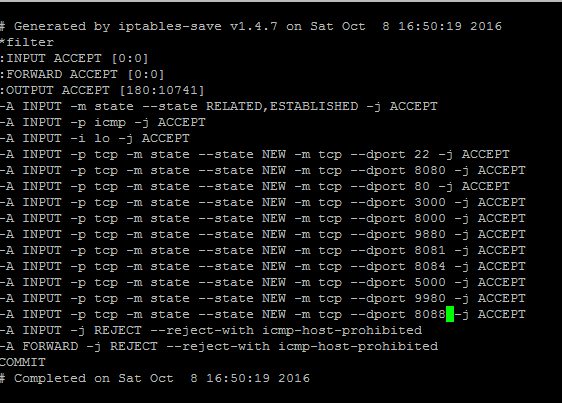 # Generated by iptables-save v1.4.7 on Sat Oct  8 16:50:19 2016
*filter
:INPUT ACCEPT [0:0]
:FORWARD ACCEPT [0:0]
:OUTPUT ACCEPT [180:10741]
-A INPUT -m state --state RELATED,ESTABLISHED -j ACCEPT
-A INPUT -p icmp -j ACCEPT
-A INPUT -i lo -j ACCEPT
-A INPUT -p tcp -m state --state NEW -m tcp --dport 22 -j ACCEPT
-A INPUT -p tcp -m state --state NEW -m tcp --dport 8080 -j ACCEPT
-A INPUT -p tcp -m state --state NEW -m tcp --dport 80 -j ACCEPT
-A INPUT -p tcp -m state --state NEW -m tcp --dport 3000 -j ACCEPT
-A INPUT -p tcp -m state --state NEW -m tcp --dport 8000 -j ACCEPT
-A INPUT -p tcp -m state --state NEW -m tcp --dport 9880 -j ACCEPT
-A INPUT -p tcp -m state --state NEW -m tcp --dport 8081 -j ACCEPT
-A INPUT -p tcp -m state --state NEW -m tcp --dport 8084 -j ACCEPT
-A INPUT -p tcp -m state --state NEW -m tcp --dport 5000 -j ACCEPT
-A INPUT -p tcp -m state --state NEW -m tcp --dport 9980 -j ACCEPT
-A INPUT -p tcp -m state --state NEW -m tcp --dport 8088 -j ACCEPT
-A INPUT -j REJECT --reject-with icmp-host-prohibited
-A FORWARD -j REJECT --reject-with icmp-host-prohibited
COMMIT
# Completed on Sat Oct  8 16:50:19 2016